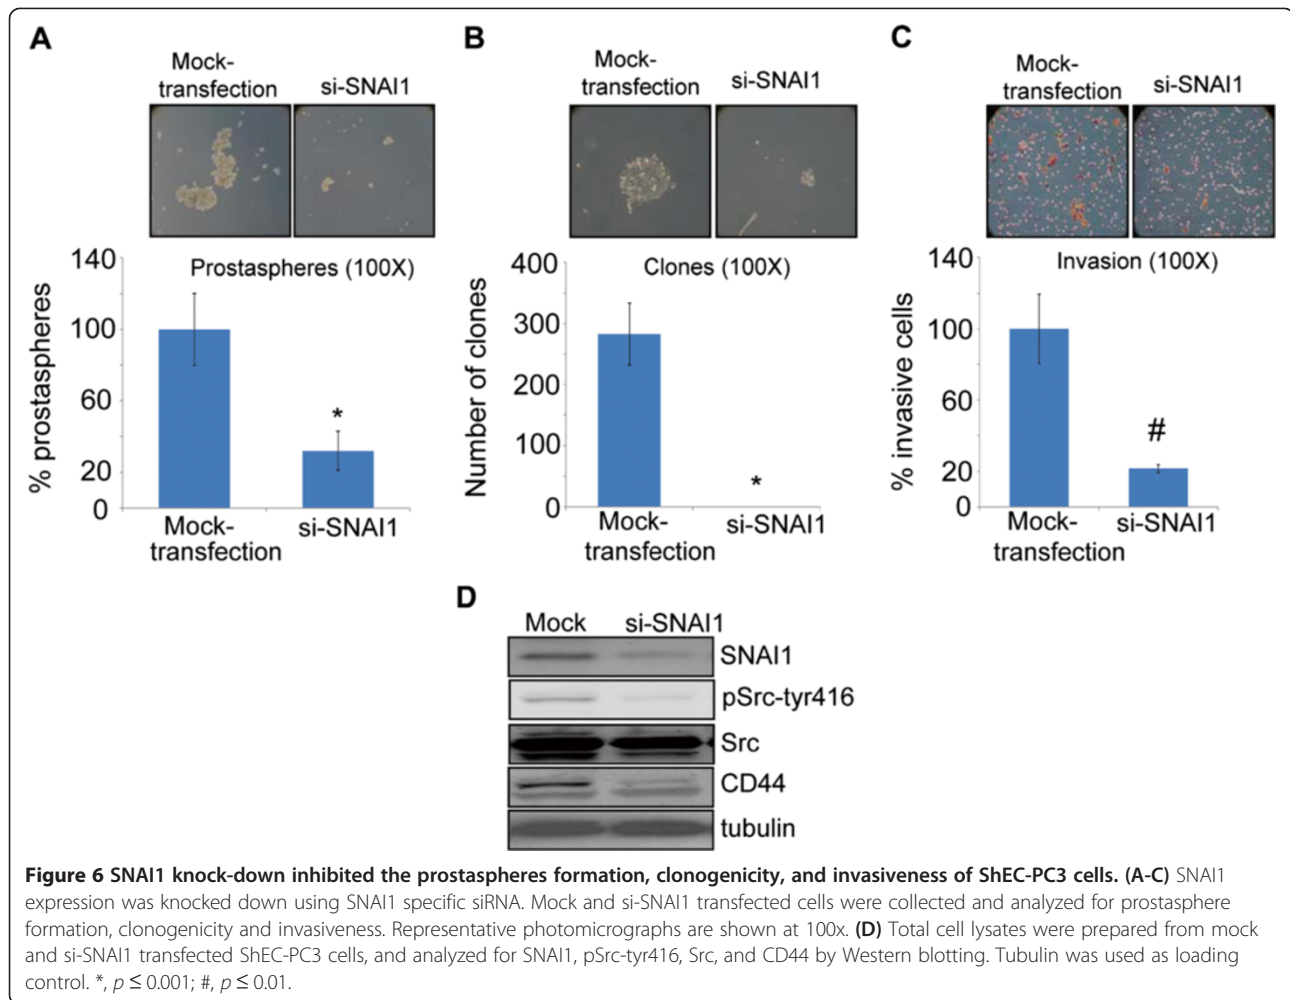 A
Mock-
transfection
si-SNAI1
Prostaspheres (100X)
% prostaspheres
140
100
60
20
0
*
Mock-
transfection
si-SNAI1
B
Mock-
transfection
si-SNAI1
Clones (100X)
Number of clones
400
300
200
100
0
*
Mock-
transfection
si-SNAI1
C
Mock-
transfection
si-SNAI1
Invasion (100X)
% invasive cells
140
100
60
20
0
#
Mock-
transfection
si-SNAI1
D
Mock si-SNAI1
SNAI1
pSrc-tyr416
Src
CD44
tubulin
Figure 6 SNAI1 knock-down inhibited the prostaspheres formation, clonogenicity, and invasiveness of ShEC-PC3 cells. (A-C) SNAI1
expression was knocked down using SNAI1 specific siRNA. Mock and si-SNAI1 transfected cells were collected and analyzed for prostasphere
formation, clonogenicity and invasiveness. Representative photomicrographs are shown at 100x. (D) Total cell lysates were prepared from mock
and si-SNAI1 transfected ShEC-PC3 cells, and analyzed for SNAI1, pSrc-tyr416, Src, and CD44 by Western blotting. Tubulin was used as loading
control. *, p ≤ 0.001; #, p ≤ 0.01.